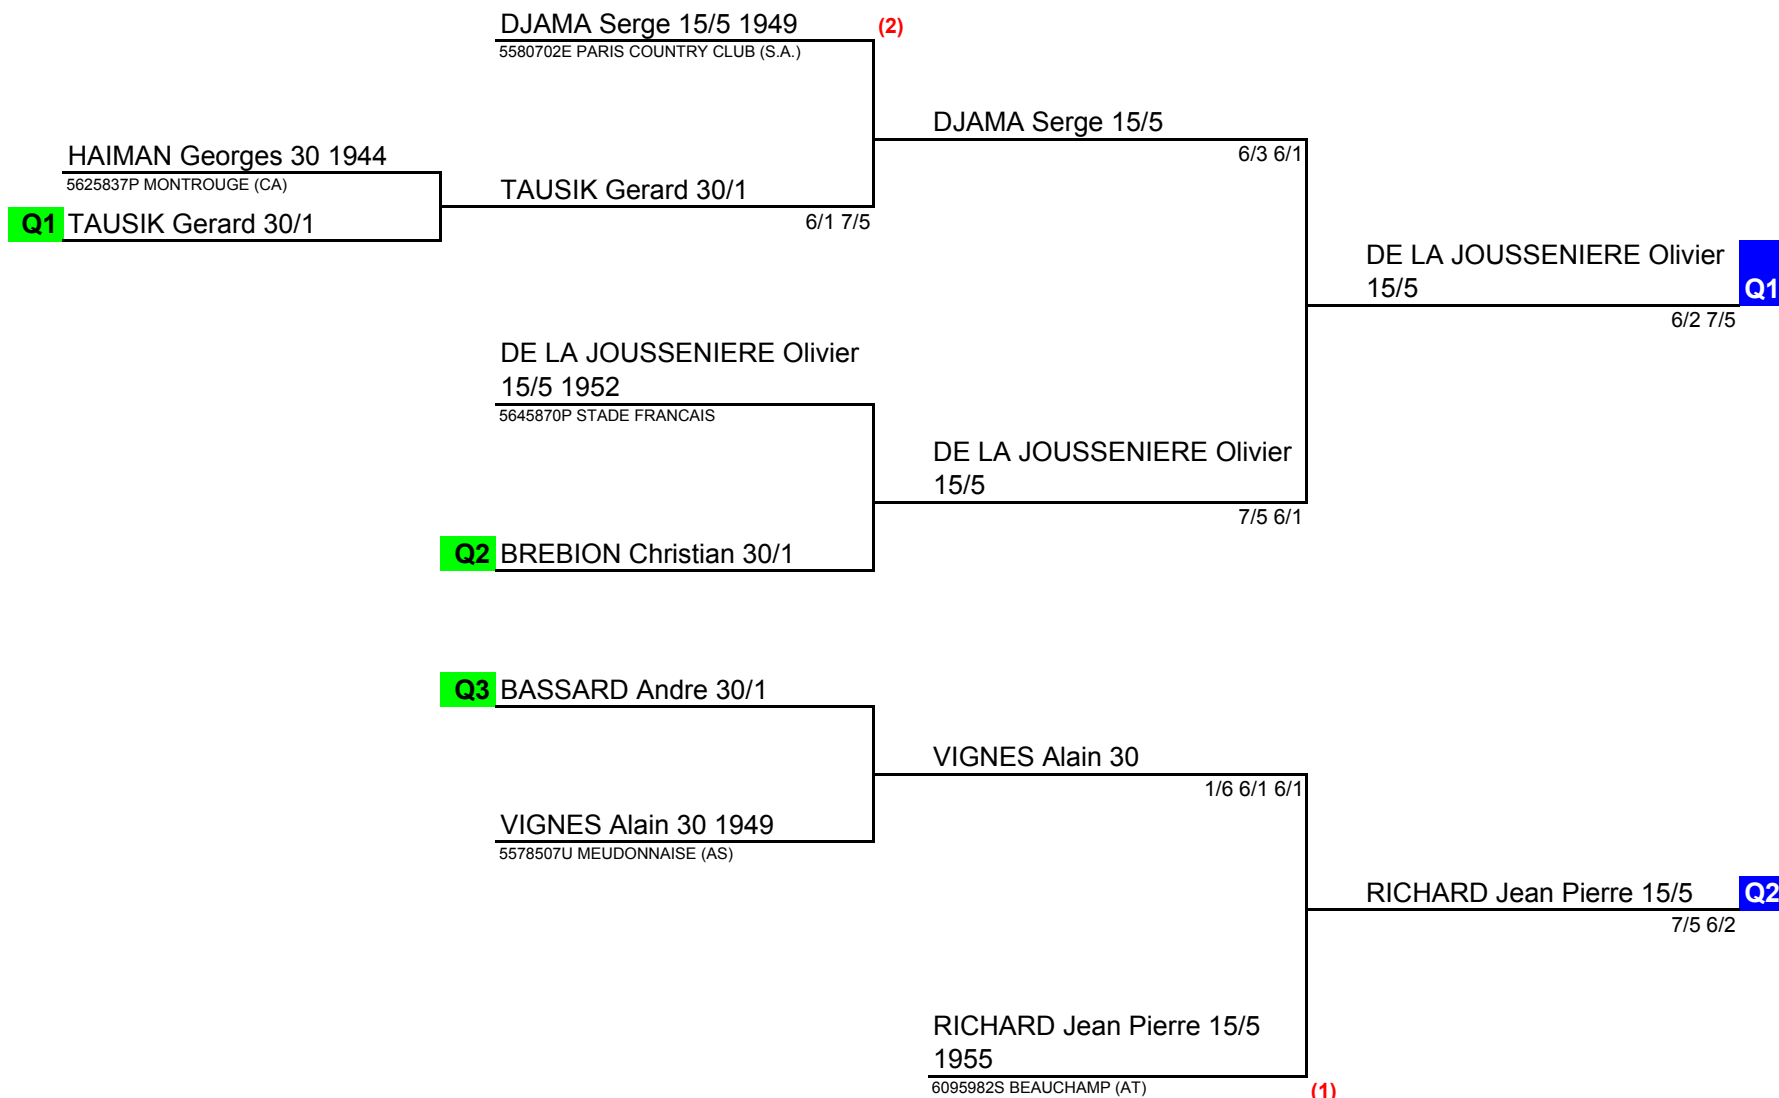 DJAMA Serge 15/5 1949 (2)
5580702E PARIS COUNTRY CLUB (S.A.)
DJAMA Serge 15/5
6/3 6/1
HAIMAN Georges 30 1944
5625837P MONTROUGE (CA)
TAUSIK Gerard 30/1
6/1 7/5
Q1 TAUSIK Gerard 30/1
DE LA JOUSSENIERE Olivier
15/5 Q1
6/2 7/5
DE LA JOUSSENIERE Olivier
15/5 1952
5645870P STADE FRANCAIS
DE LA JOUSSENIERE Olivier
15/5
7/5 6/1
Q2 BREBION Christian 30/1
Q3 BASSARD Andre 30/1
VIGNES Alain 30
1/6 6/1 6/1
VIGNES Alain 30 1949
5578507U MEUDONNAISE (AS)
RICHARD Jean Pierre 15/5 Q2
7/5 6/2
RICHARD Jean Pierre 15/5
1955
6095982S BEAUCHAMP (AT) (1)